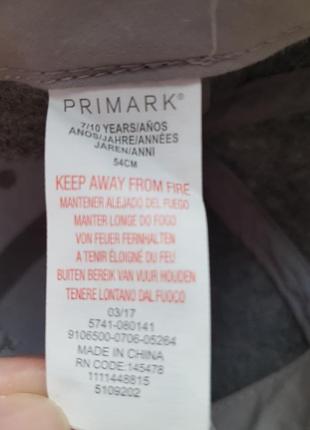 PRIMARK®
7/10 YEARS/AÑOS
ANOS/JAHRE/ANNÉES
JAREN/ANNI
54CM
KEEP AWAY FROM FIRE
MANTENER ALEJADO DEL FUEGO
MANTER LONGE DO FOGO
VON FEUER FERNHALTEN
A TENIR ÉLOIGNÉ DU FEU
BUITEN BEREIK VAN VUUR HOUDEN
TENERE LONTANO DAL FUOCO
03/17
5741-080141
9106500-0706-05264
MADE IN CHINA
RN CODE:145478
1111448815
5109202